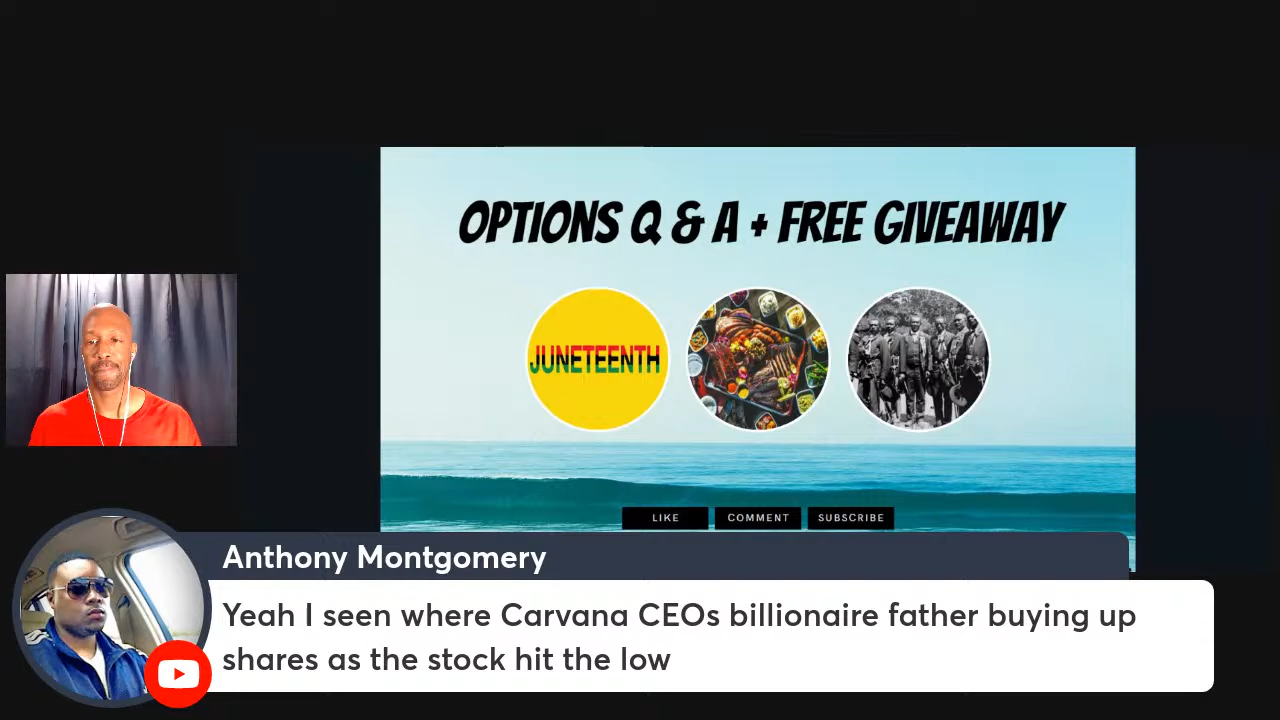 OPTIONS Q & A + FREE GIVEAWAY
JUNETEENTH
LIKE
COMMENT
SUBSCRIBE
Anthony Montgomery
Yeah I seen where Carvana CEOs billionaire father buying up
shares as the stock hit the low